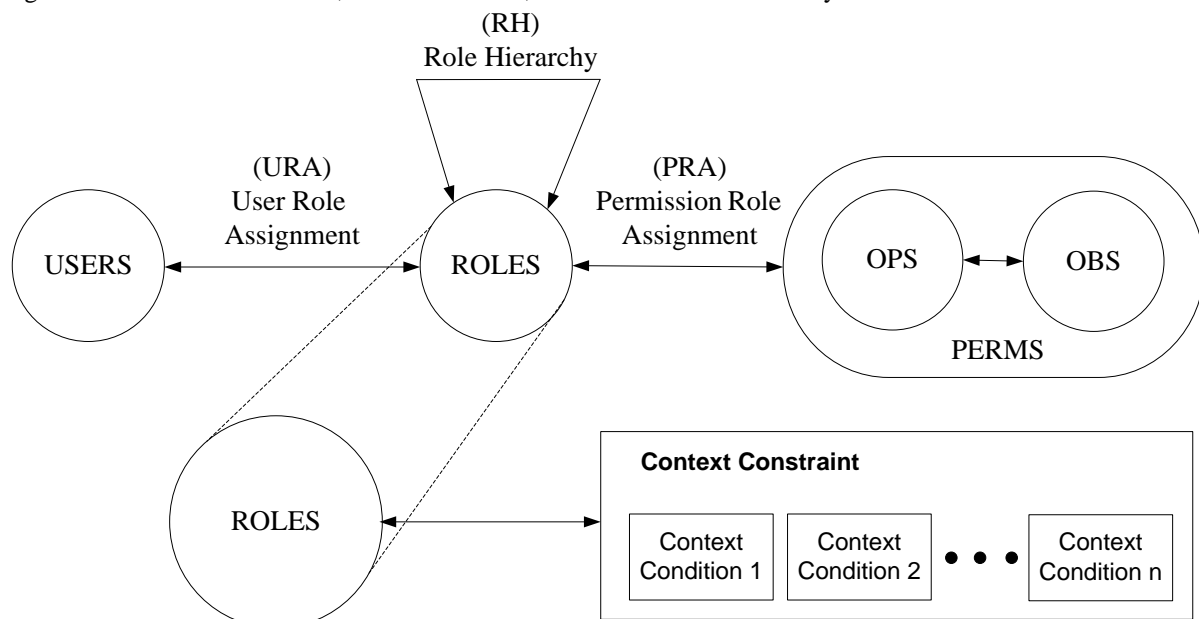 (RH)
Role Hierarchy
(URA)
User Role
Assignment
(PRA)
Permission Role
Assignment
USERS
ROLES
OPS
OBS
PERMS
ROLES
Context Constraint
Context
Condition 1
Context
Condition 2
Context
Condition n